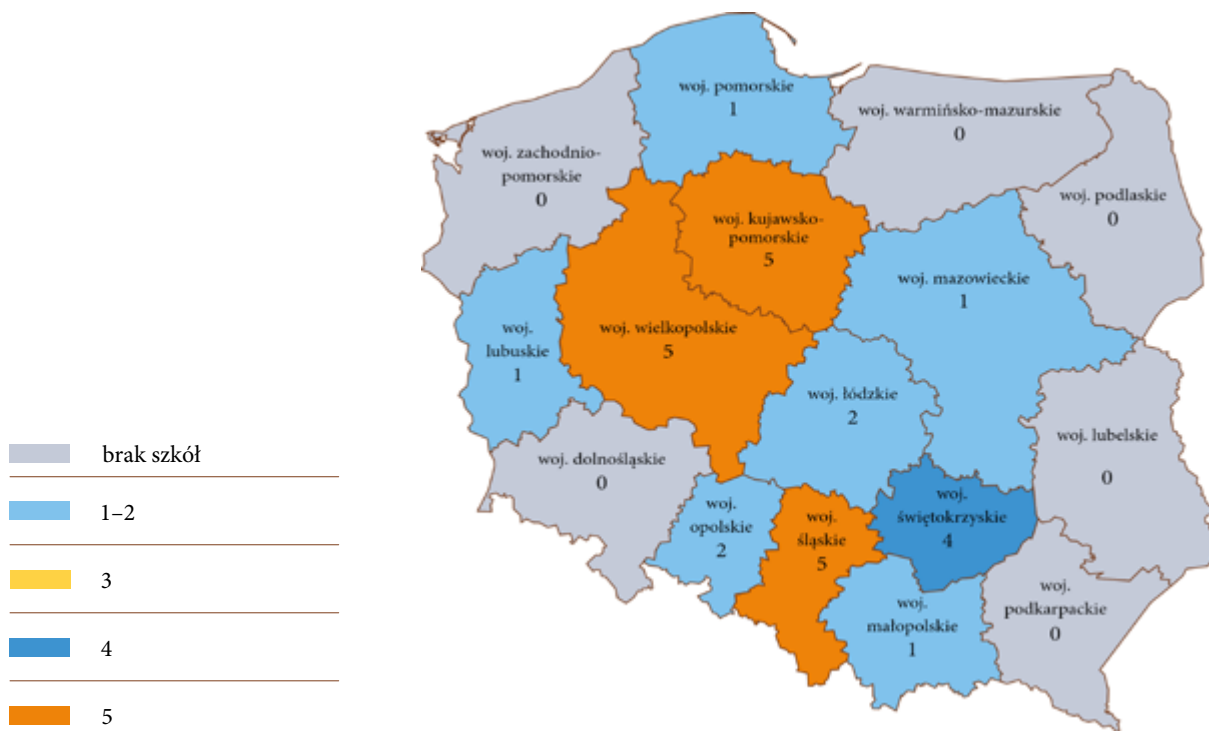 woj. pomorskie
1
woj. warmińsko-mazurskie
0
woj. zachodnio-
pomorskie
0
woj. podlaskie
0
woj. kujawsko-
pomorskie
5
woj. mazowieckie
1
woj. wielkopolskie
5
woj.
lubuskie
1
woj. łódzkie
2
woj. lubelskie
0
woj. dolnośląskie
0
woj.
opolskie
2
woj.
śląskie
5
woj.
świętokrzyskie
4
woj.
małopolskie
1
woj.
podkarpackie
0
brak szkół
1–2
3
4
5